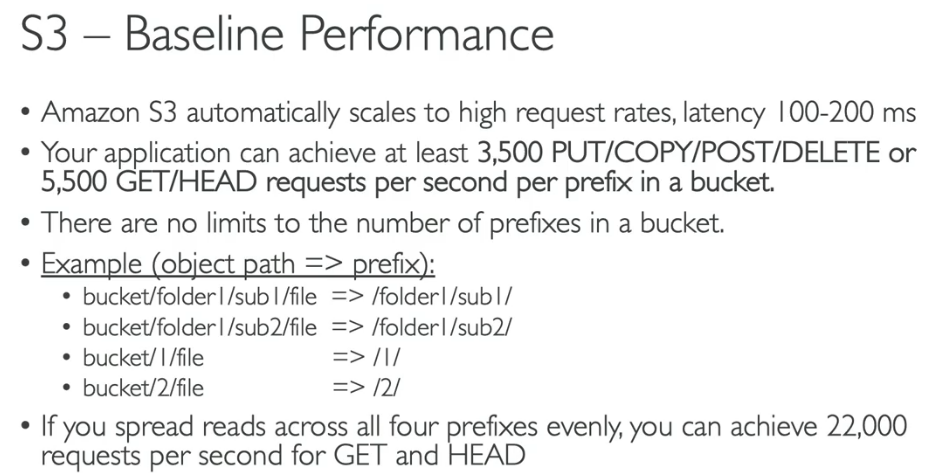 S3 – Baseline Performance
• Amazon S3 automatically scales to high request rates, latency 100-200 ms
• Your application can achieve at least 3,500 PUT/COPY/POST/DELETE or
5,500 GET/HEAD requests per second per prefix in a bucket.
• There are no limits to the number of prefixes in a bucket.
• Example (object path => prefix):
• bucket/folder1/sub1/file => /folder1/sub1/
• bucket/folder1/sub2/file => /folder1/sub2/
• bucket/1/file => /1/
• bucket/2/file => /2/
• If you spread reads across all four prefixes evenly, you can achieve 22,000
requests per second for GET and HEAD